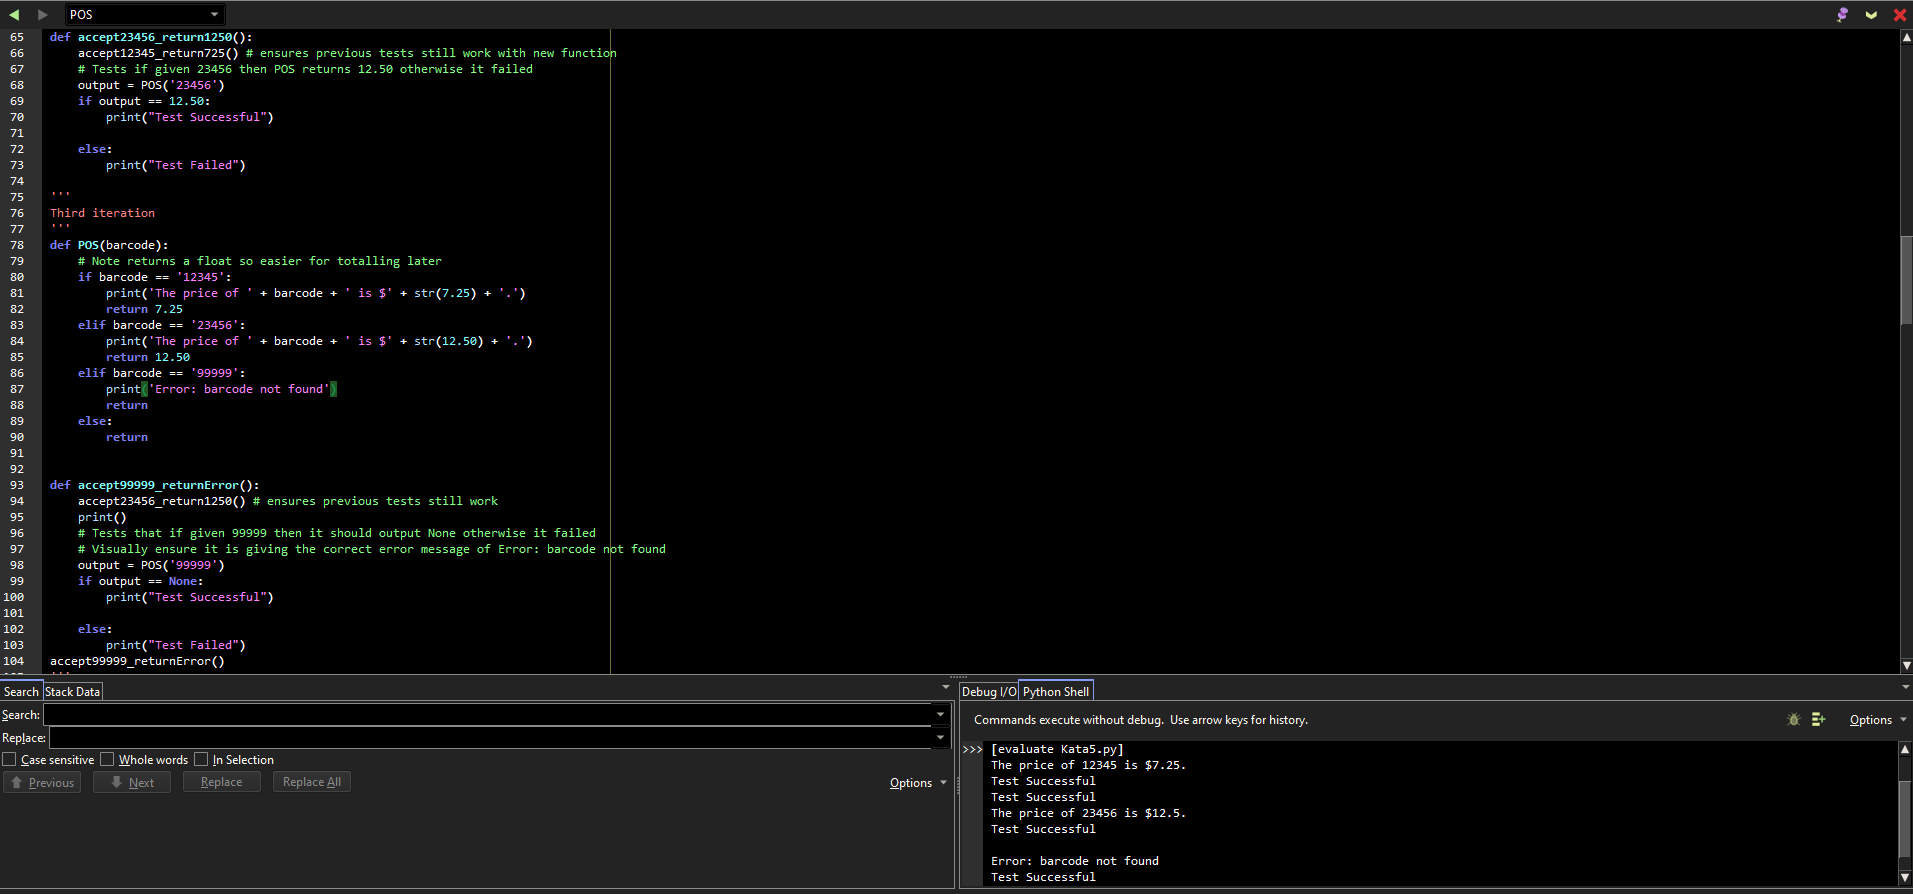 POS
65 def accept23456_return1250():
66     accept12345_return725() # ensures previous tests still work with new function
67     # Tests if given 23456 then POS returns 12.50 otherwise it failed
68     output = POS('23456')
69     if output == 12.50:
70         print("Test Successful")
71
72     else:
73         print("Test Failed")
74
75 '''
76 Third iteration
77 '''
78 def POS(barcode):
79     # Note returns a float so easier for totalling later
80     if barcode == '12345':
81         print('The price of ' + barcode + ' is $' + str(7.25) + '.')
82         return 7.25
83     elif barcode == '23456':
84         print('The price of ' + barcode + ' is $' + str(12.50) + '.')
85         return 12.50
86     elif barcode == '99999':
87         print('Error: barcode not found')
88         return
89     else:
90         return
91
92
93 def accept99999_returnError():
94     accept23456_return1250() # ensures previous tests still work
95     print()
96     # Tests that if given 99999 then it should output None otherwise it failed
97     # Visually ensure it is giving the correct error message of Error: barcode not found
98     output = POS('99999')
99     if output == None:
100         print("Test Successful")
101
102     else:
103         print("Test Failed")
104 accept99999_returnError()
Search Stack Data
Search:
Replace:
Case sensitive Whole words In Selection
Previous Next Replace Replace All Options
Debug I/O Python Shell
Commands execute without debug. Use arrow keys for history.
Options
>>> [evaluate Kata5.py]
The price of 12345 is $7.25.
Test Successful
Test Successful
The price of 23456 is $12.5.
Test Successful

Error: barcode not found
Test Successful